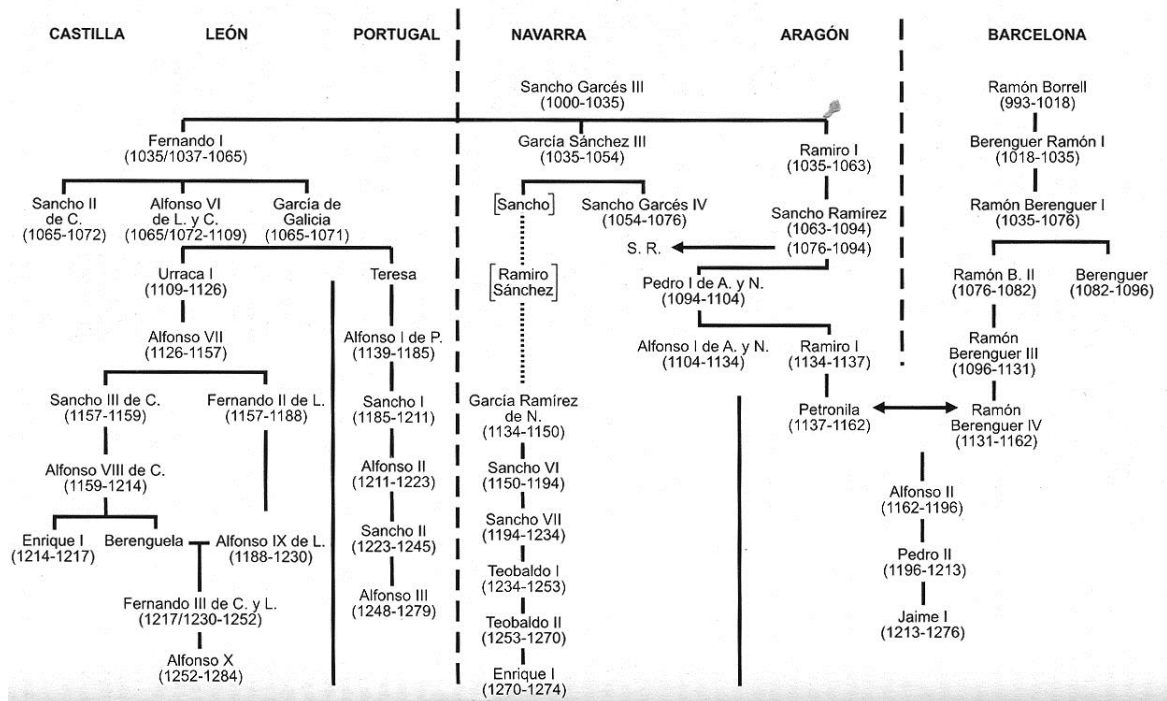 CASTILLA LEÓN PORTUGAL NAVARRA ARAGÓN BARCELONA
Sancho Garcés III
(1000-1035)
Ramón Borrell
(993-1018)
Fernando I
(1035/1037-1065)
García Sánchez III
(1035-1054)
Ramiro I
(1035-1063)
Berenguer Ramón I
(1018-1035)
Sancho II
de C.
(1065-1072)
Alfonso VI
de L. y C.
(1065/1072-1109)
García de
Galicia
(1065-1071)
[Sancho]
Sancho Garcés IV
(1054-1076)
Sancho Ramírez
(1063-1094)
(1076-1094)
S. R.
Ramón Berenguer I
(1035-1076)
Urraca I
(1109-1126)
Teresa
[Ramiro
Sánchez]
Pedro I de A. y N.
(1094-1104)
Ramón B. II
(1076-1082)
Berenguer
(1082-1096)
Alfonso VII
(1126-1157)
Alfonso I de P.
(1139-1185)
Alfonso I de A. y N.
(1104-1134)
Ramiro I
(1134-1137)
Ramón
Berenguer III
(1096-1131)
Sancho III de C.
(1157-1159)
Fernando II de L.
(1157-1188)
Sancho I
(1185-1211)
García Ramírez
de N.
(1134-1150)
Petronila
(1137-1162)
Ramón
Berenguer IV
(1131-1162)
Alfonso VIII de C.
(1159-1214)
Alfonso II
(1211-1223)
Sancho VI
(1150-1194)
Alfonso II
(1162-1196)
Enrique I
(1214-1217)
Berenguela
Alfonso IX de L.
(1188-1230)
Sancho II
(1223-1245)
Sancho VII
(1194-1234)
Pedro II
(1196-1213)
Fernando III de C. y L.
(1217/1230-1252)
Alfonso III
(1248-1279)
Teobaldo I
(1234-1253)
Jaime I
(1213-1276)
Teobaldo II
(1253-1270)
Alfonso X
(1252-1284)
Enrique I
(1270-1274)